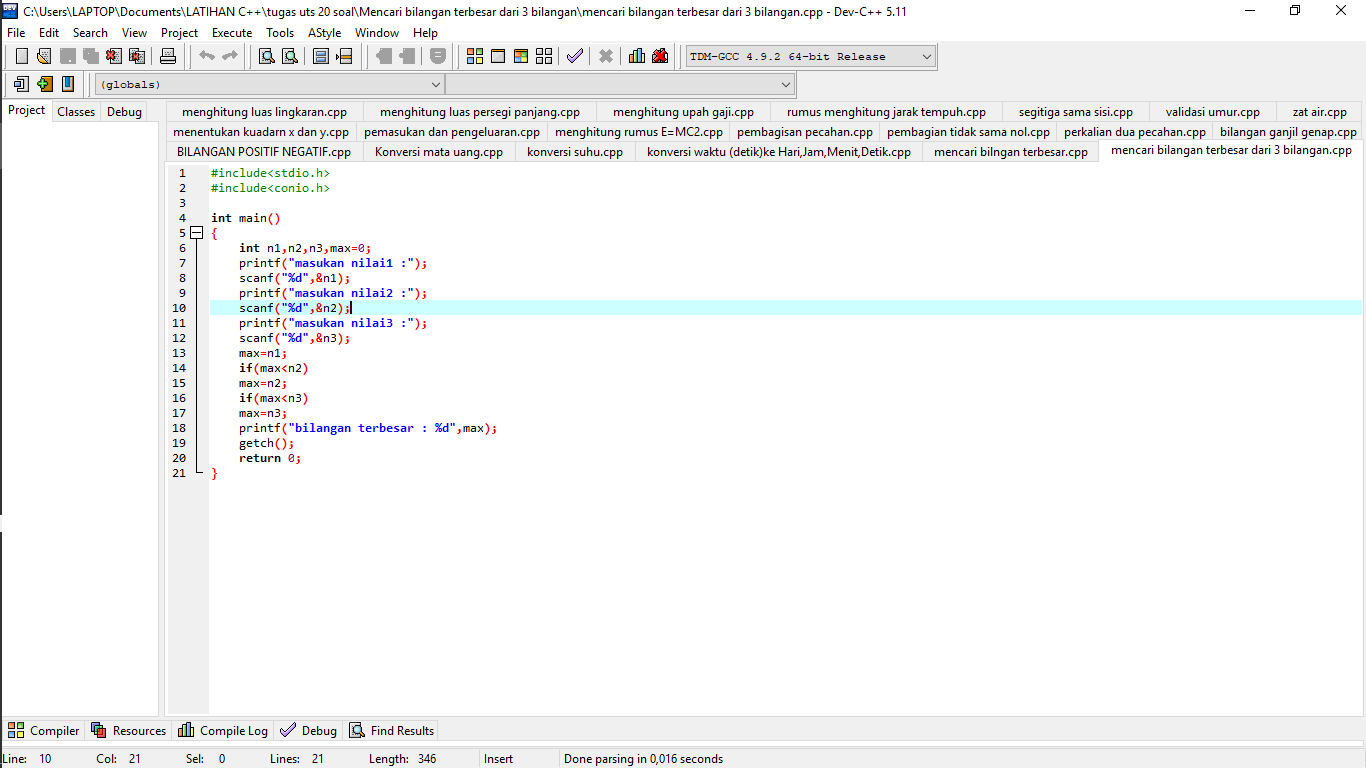 C:\Users\LAPTOP\Documents\LATIHAN C++\tugas uts 20 soal\Mencari bilangan terbesar dari 3 bilangan\mencari bilangan terbesar dari 3 bilangan.cpp - Dev-C++ 5.11
File Edit Search View Project Execute Tools AStyle Window Help
TDM-GCC 4.9.2 64-bit Release
(globals)
Project Classes Debug
menghitung luas lingkaran.cpp menghitung luas persegi panjang.cpp menghitung upah gaji.cpp rumus menghitung jarak tempuh.cpp segitiga sama sisi.cpp validasi umur.cpp zat air.cpp
menentukan kuadarn x dan y.cpp pemasukan dan pengeluaran.cpp menghitung rumus E=MC2.cpp pembagisan pecahan.cpp pembagian tidak sama nol.cpp perkalian dua pecahan.cpp bilangan ganjil genap.cpp
BILANGAN POSITIF NEGATIF.cpp Konversi mata uang.cpp konversi suhu.cpp konversi waktu (detik)ke Hari,Jam,Menit,Detik.cpp mencari bilngan terbesar.cpp mencari bilangan terbesar dari 3 bilangan.cpp
1 #include<stdio.h>
2 #include<conio.h>
3
4 int main()
5 {
6 int n1,n2,n3,max=0;
7 printf("masukan nilai1 :");
8 scanf("%d",&n1);
9 printf("masukan nilai2 :");
10 scanf("%d",&n2);
11 printf("masukan nilai3 :");
12 scanf("%d",&n3);
13 max=n1;
14 if(max<n2)
15 max=n2;
16 if(max<n3)
17 max=n3;
18 printf("bilangan terbesar : %d",max);
19 getch();
20 return 0;
21 }
Compiler Resources Compile Log Debug Find Results
Line: 10 Col: 21 Sel: 0 Lines: 21 Length: 346 Insert Done parsing in 0,016 seconds